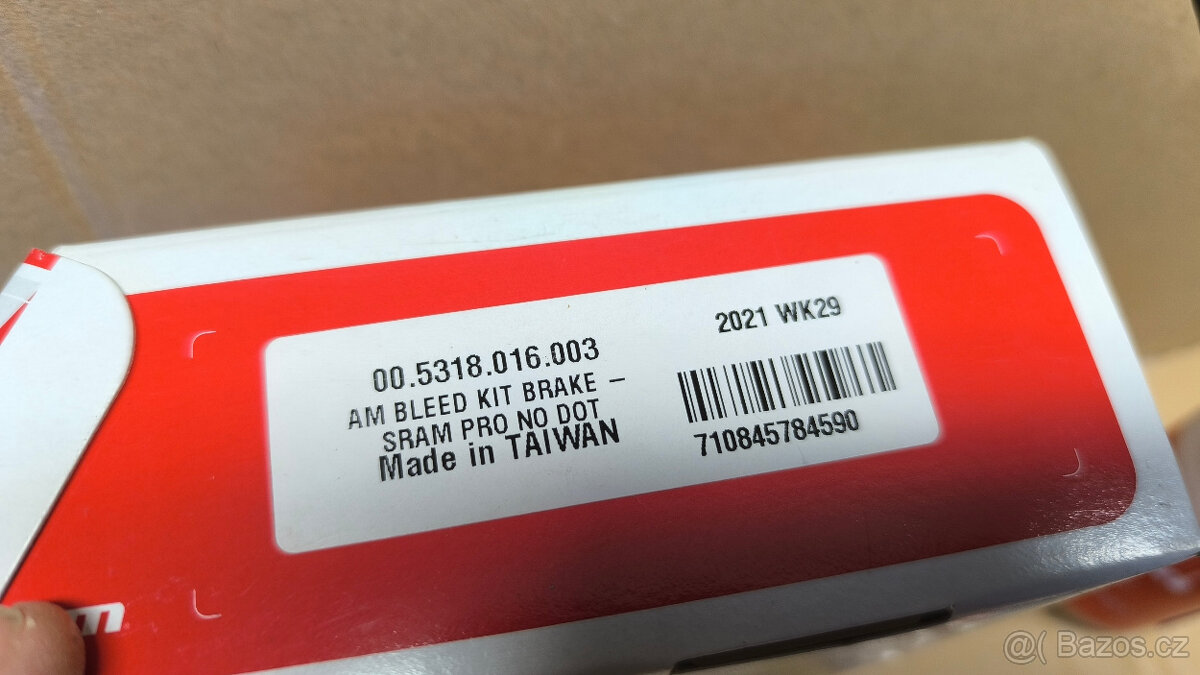 00.5318.016.003
AM BLEED KIT BRAKE –
SRAM PRO NO DOT
Made in TAIWAN
2021 WK29
710845784590
@( Bazos.cz